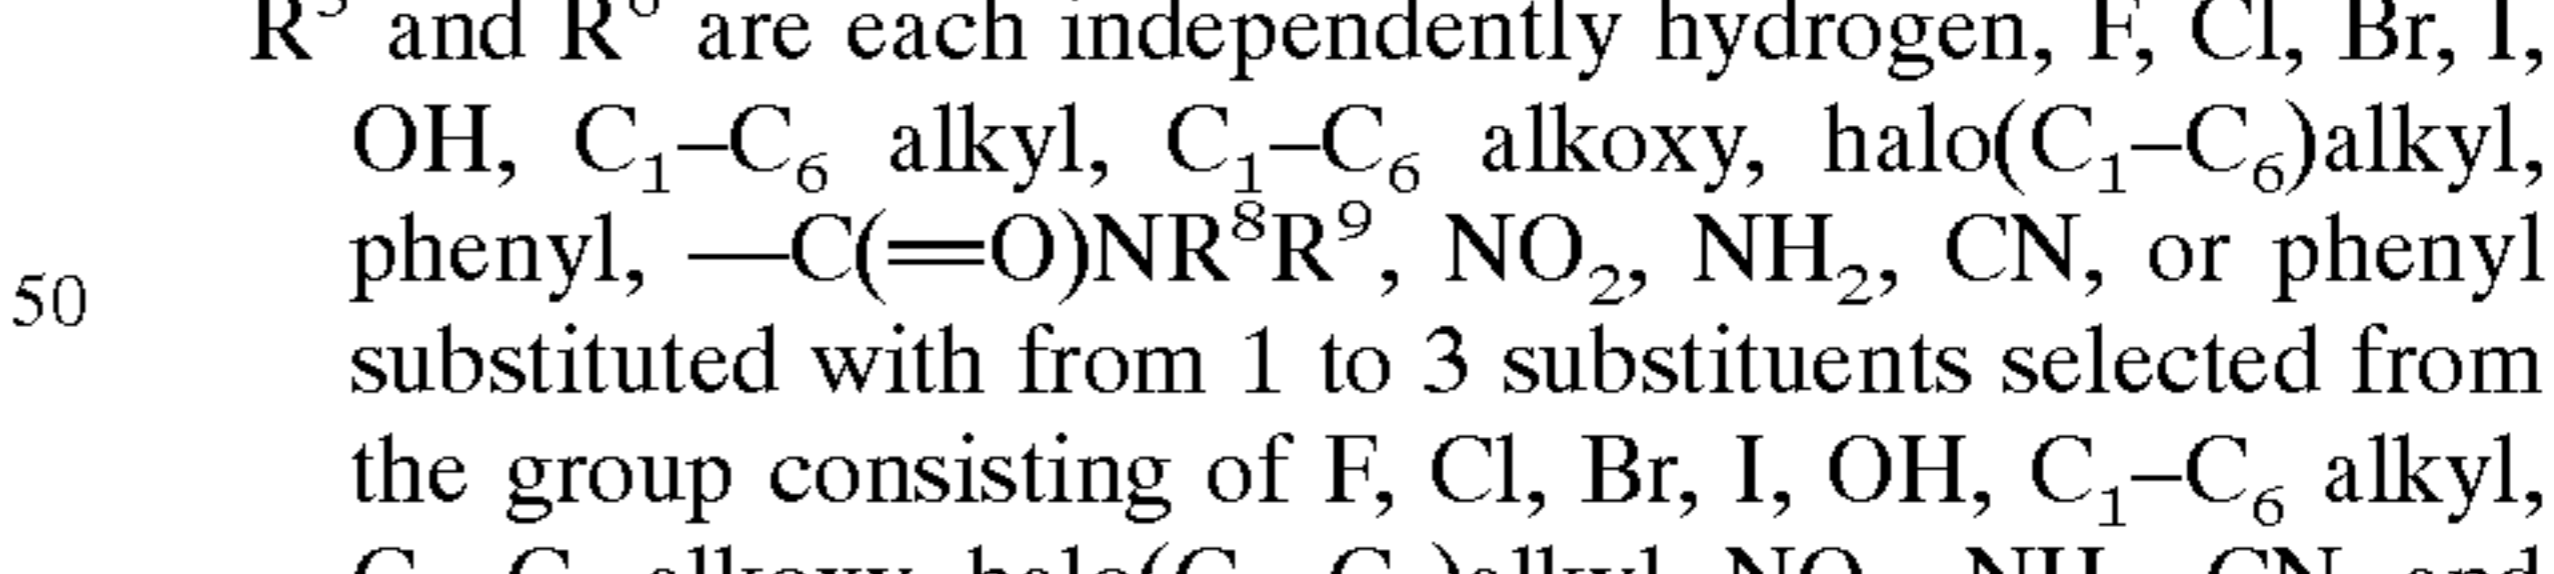 and are each independently hydrogen, F, Cl, Br, I,
OH, C₁–C₆ alkyl, C₁–C₆ alkoxy, halo(C₁–C₆)alkyl,
phenyl, —C(=O)NR⁸R⁹, NO₂, NH₂, CN, or phenyl
50
substituted with from 1 to 3 substituents selected from
the group consisting of F, Cl, Br, I, OH, C₁–C₆ alkyl,